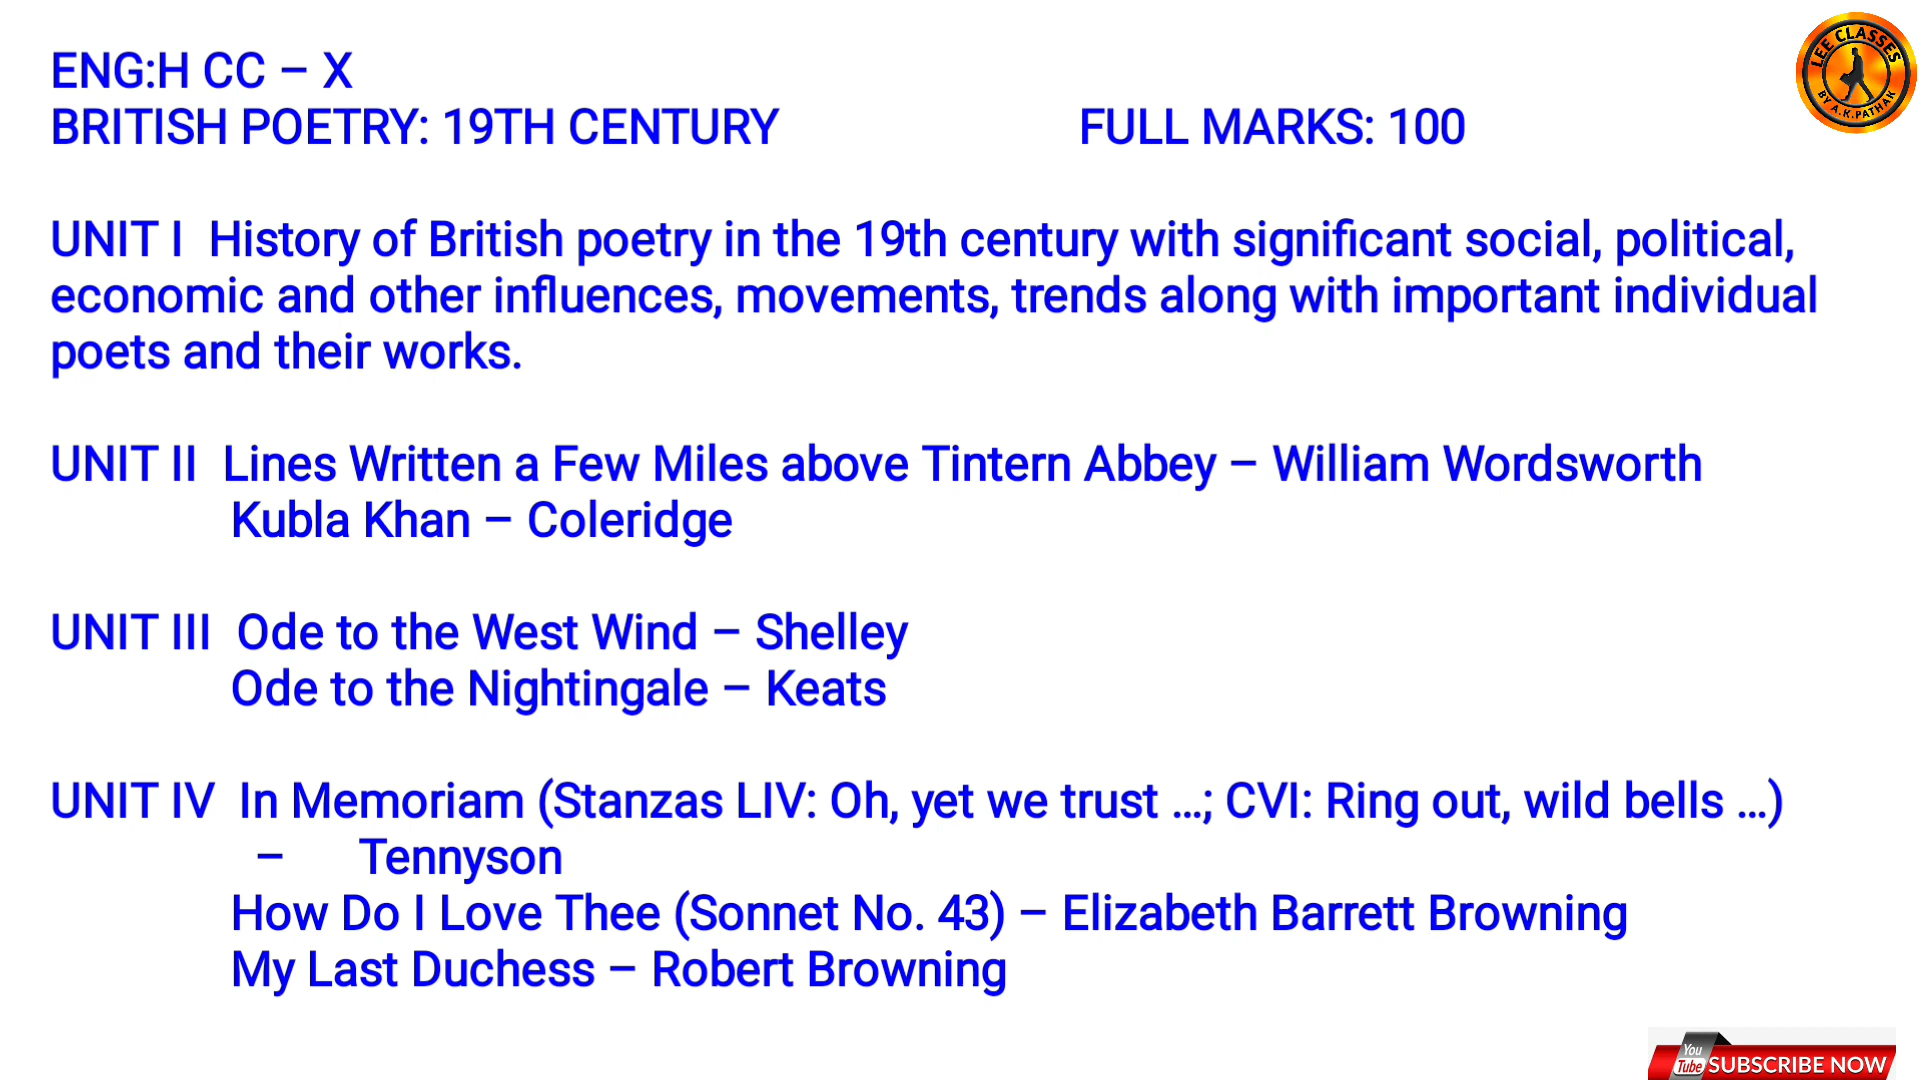 ENG:H CC – X
BRITISH POETRY: 19TH CENTURY FULL MARKS: 100
UNIT I History of British poetry in the 19th century with significant social, political,
economic and other influences, movements, trends along with important individual
poets and their works.
UNIT II Lines Written a Few Miles above Tintern Abbey – William Wordsworth
Kubla Khan – Coleridge
UNIT III Ode to the West Wind – Shelley
Ode to the Nightingale – Keats
UNIT IV In Memoriam (Stanzas LIV: Oh, yet we trust ...; CVI: Ring out, wild bells ...)
– Tennyson
How Do I Love Thee (Sonnet No. 43) – Elizabeth Barrett Browning
My Last Duchess – Robert Browning
LEE CLASSES
BY A.K.PATHAK
You Tube SUBSCRIBE NOW